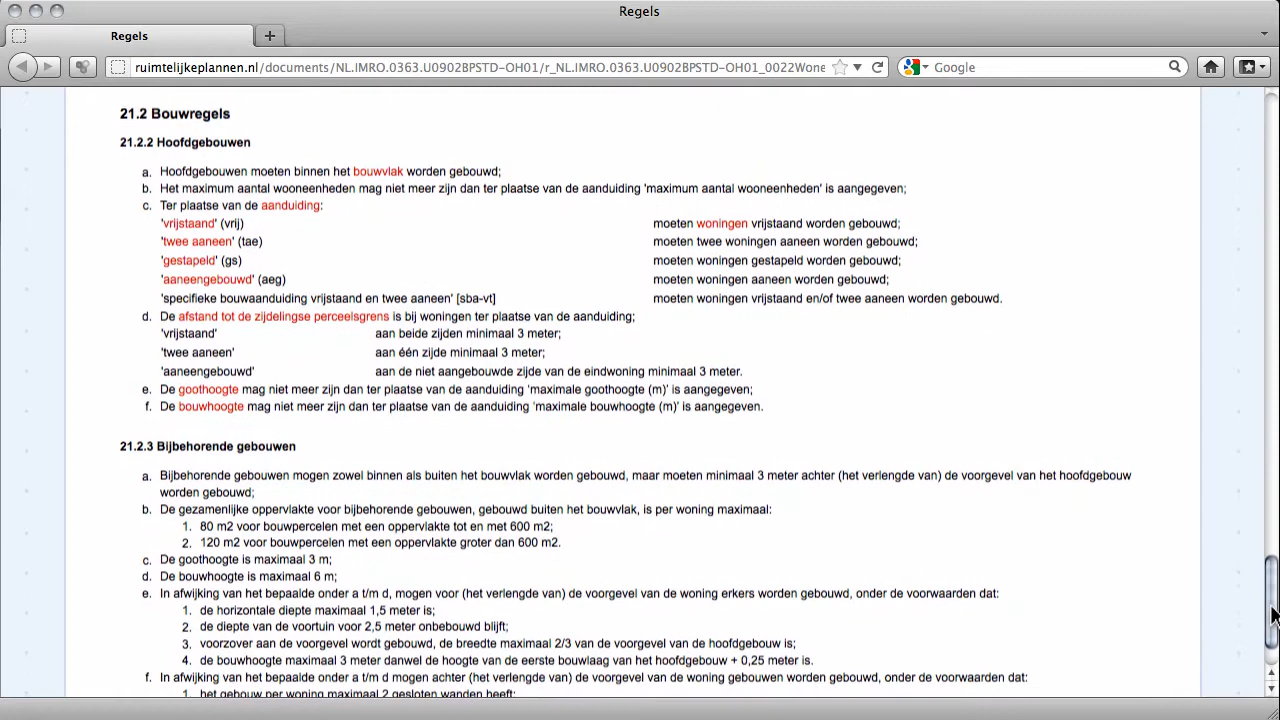 Regels
Regels
+
ruimtelijkeplannen.nl/documents/NL.IMRO.0363.U0902BPSTD-OH01/r_NL.IMRO.0363.U0902BPSTD-OH01_0022Wone
Google
21.2 Bouwregels
21.2.2 Hoofdgebouwen
a. Hoofdgebouwen moeten binnen het bouwvlak worden gebouwd;
b. Het maximum aantal wooneenheden mag niet meer zijn dan ter plaatse van de aanduiding 'maximum aantal wooneenheden' is aangegeven;
c. Ter plaatse van de aanduiding:
'vrijstaand' (vrij) moeten woningen vrijstaand worden gebouwd;
'twee aaneen' (tae) moeten twee woningen aaneen worden gebouwd;
'gestapeld' (gs) moeten woningen gestapeld worden gebouwd;
'aaneengebouwd' (aeg) moeten woningen aaneen worden gebouwd;
'specifieke bouwaanduiding vrijstaand en twee aaneen' [sba-vt] moeten woningen vrijstaand en/of twee aaneen worden gebouwd.
d. De afstand tot de zijdelingse perceelsgrens is bij woningen ter plaatse van de aanduiding;
'vrijstaand' aan beide zijden minimaal 3 meter;
'twee aaneen' aan één zijde minimaal 3 meter;
'aaneengebouwd' aan de niet aangebouwde zijde van de eindwoning minimaal 3 meter.
e. De goothoogte mag niet meer zijn dan ter plaatse van de aanduiding 'maximale goothoogte (m)' is aangegeven;
f. De bouwhoogte mag niet meer zijn dan ter plaatse van de aanduiding 'maximale bouwhoogte (m)' is aangegeven.
21.2.3 Bijbehorende gebouwen
a. Bijbehorende gebouwen mogen zowel binnen als buiten het bouwvlak worden gebouwd, maar moeten minimaal 3 meter achter (het verlengde van) de voorgevel van het hoofdgebouw
worden gebouwd;
b. De gezamenlijke oppervlakte voor bijbehorende gebouwen, gebouwd buiten het bouwvlak, is per woning maximaal:
1. 80 m2 voor bouwpercelen met een oppervlakte tot en met 600 m2;
2. 120 m2 voor bouwpercelen met een oppervlakte groter dan 600 m2.
c. De goothoogte is maximaal 3 m;
d. De bouwhoogte is maximaal 6 m;
e. In afwijking van het bepaalde onder a t/m d, mogen voor (het verlengde van) de voorgevel van de woning erkers worden gebouwd, onder de voorwaarden dat:
1. de horizontale diepte maximaal 1,5 meter is;
2. de diepte van de voortuin voor 2,5 meter onbebouwd blijft;
3. voorzover aan de voorgevel wordt gebouwd, de breedte maximaal 2/3 van de voorgevel van de hoofdgebouw is;
4. de bouwhoogte maximaal 3 meter danwel de hoogte van de eerste bouwlaag van het hoofdgebouw + 0,25 meter is.
f. In afwijking van het bepaalde onder a t/m d mogen achter (het verlengde van) de voorgevel van de woning gebouwen worden gebouwd, onder de voorwaarden dat:
1. het gebouw per woning maximaal 2 gesloten wanden heeft;